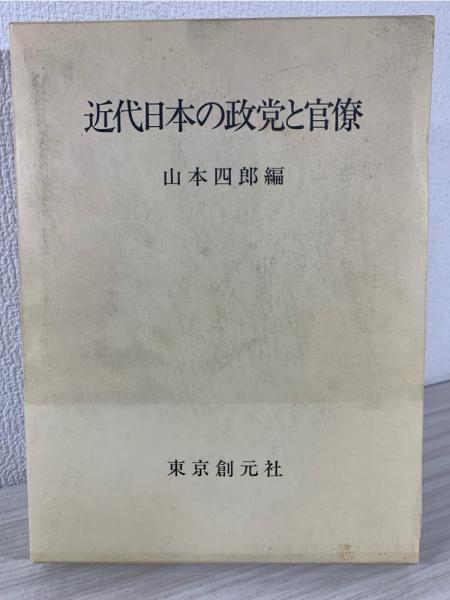 近代日本の政党と官僚
山本四郎編
東京創元社